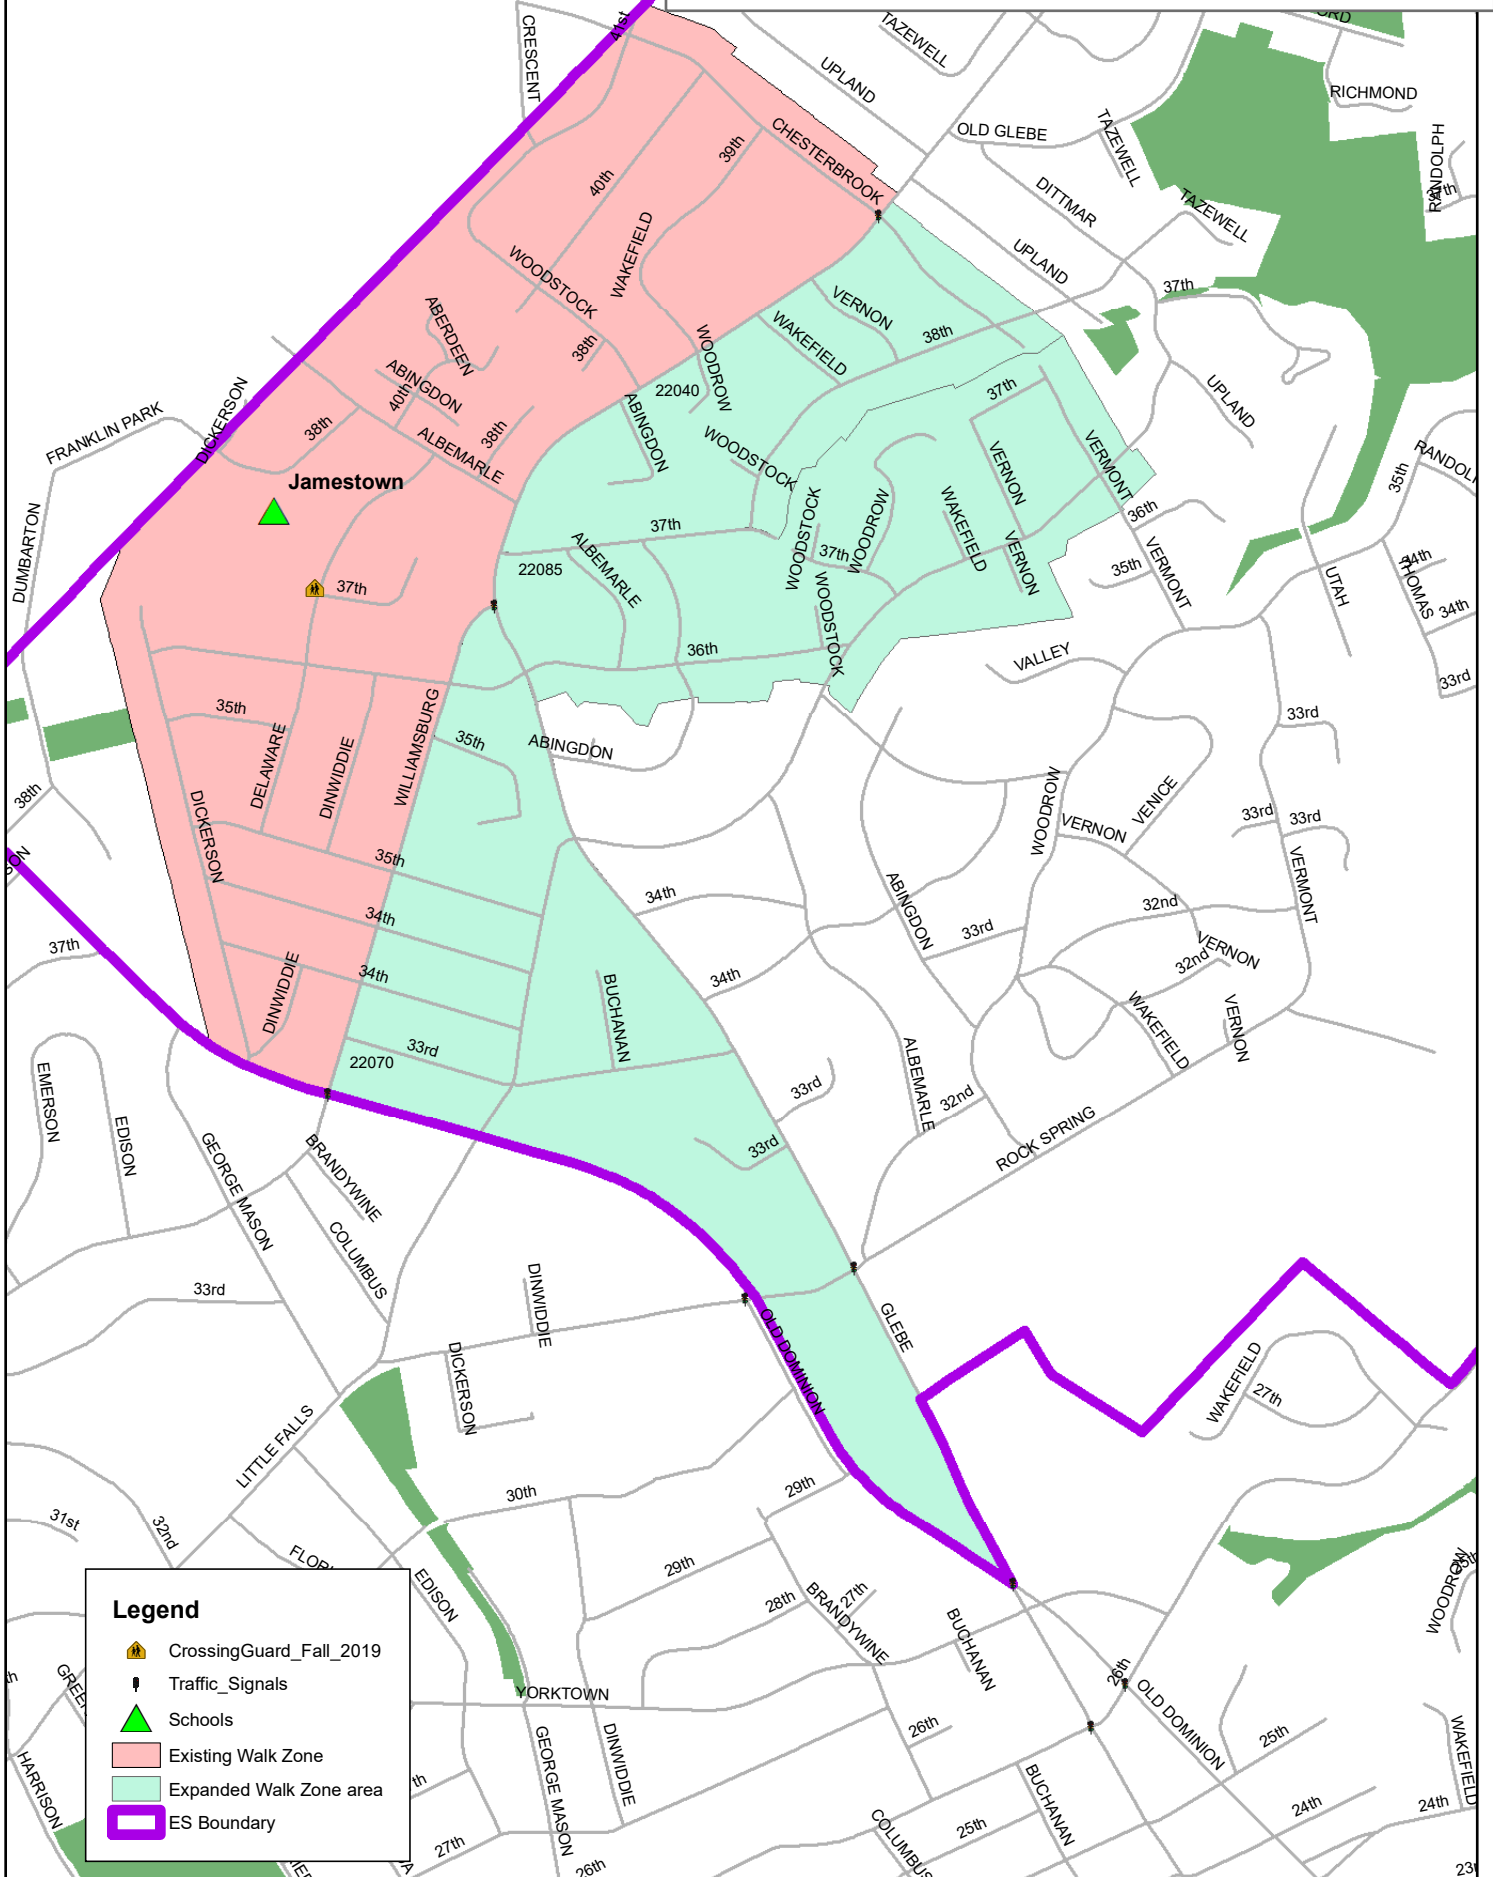 41st
CRESCENT
TAZEWELL
UPLAND
RICHMOND
OLD GLEBE
TAZEWELL
RANDOLPH
37th
CHESTERBROOK
39th
40th
DITTMAR
TAZEWELL
WAKEFIELD
WOODSTOCK
UPLAND
37th
VERNON
ABERDEEN
WAKEFIELD
38th
38th
WOODROW
ABINGDON
40th
22040
37th
UPLAND
DICKERSON
FRANKLIN PARK
38th
ALBEMARLE
38th
ABINGDON
WOODSTOCK
VERNON
VERMONT
35th
Jamestown
DUMBARTON
37th
WOODSTOCK
WOODROW
WAKEFIELD
36th
ALBEMARLE
37th
VERNON
VERMONT
34th
THOMAS
22085
35th
UTAH
37th
WOODSTOCK
34th
36th
VALLEY
33rd
35th
WILLIAMSBURG
33rd
DELAWARE
DINWIDDIE
35th
ABINGDON
38th
DICKERSON
WOODROW
VENICE
33rd
33rd
VERNON
35th
VERMONT
34th
ABINGDON
34th
32nd
33rd
37th
VERNON
32nd
34th
34th
DINWIDDIE
BUCHANAN
WAKEFIELD
VERNON
33rd
22070
EMERSON
EDISON
ALBEMARLE
33rd
32nd
GEORGE MASON
BRANDYWINE
33rd
ROCK SPRING
COLUMBUS
33rd
DINWIDDIE
OLD DOMINION
GLEBE
DICKERSON
WAKEFIELD
27th
LITTLE FALLS
30th
29th
31st
32nd
EDISON
29th
28th
27th
BRANDYWINE
BUCHANAN
WOODROW
26th
YORKTOWN
OLD DOMINION
26th
25th
WAKEFIELD
GEORGE MASON
DINWIDDIE
HARRISON
BUCHANAN
24th
24th
COLUMBUS
25th
27th
26th
Legend
CrossingGuard_Fall_2019
Traffic_Signals
Schools
Existing Walk Zone
Expanded Walk Zone area
ES Boundary